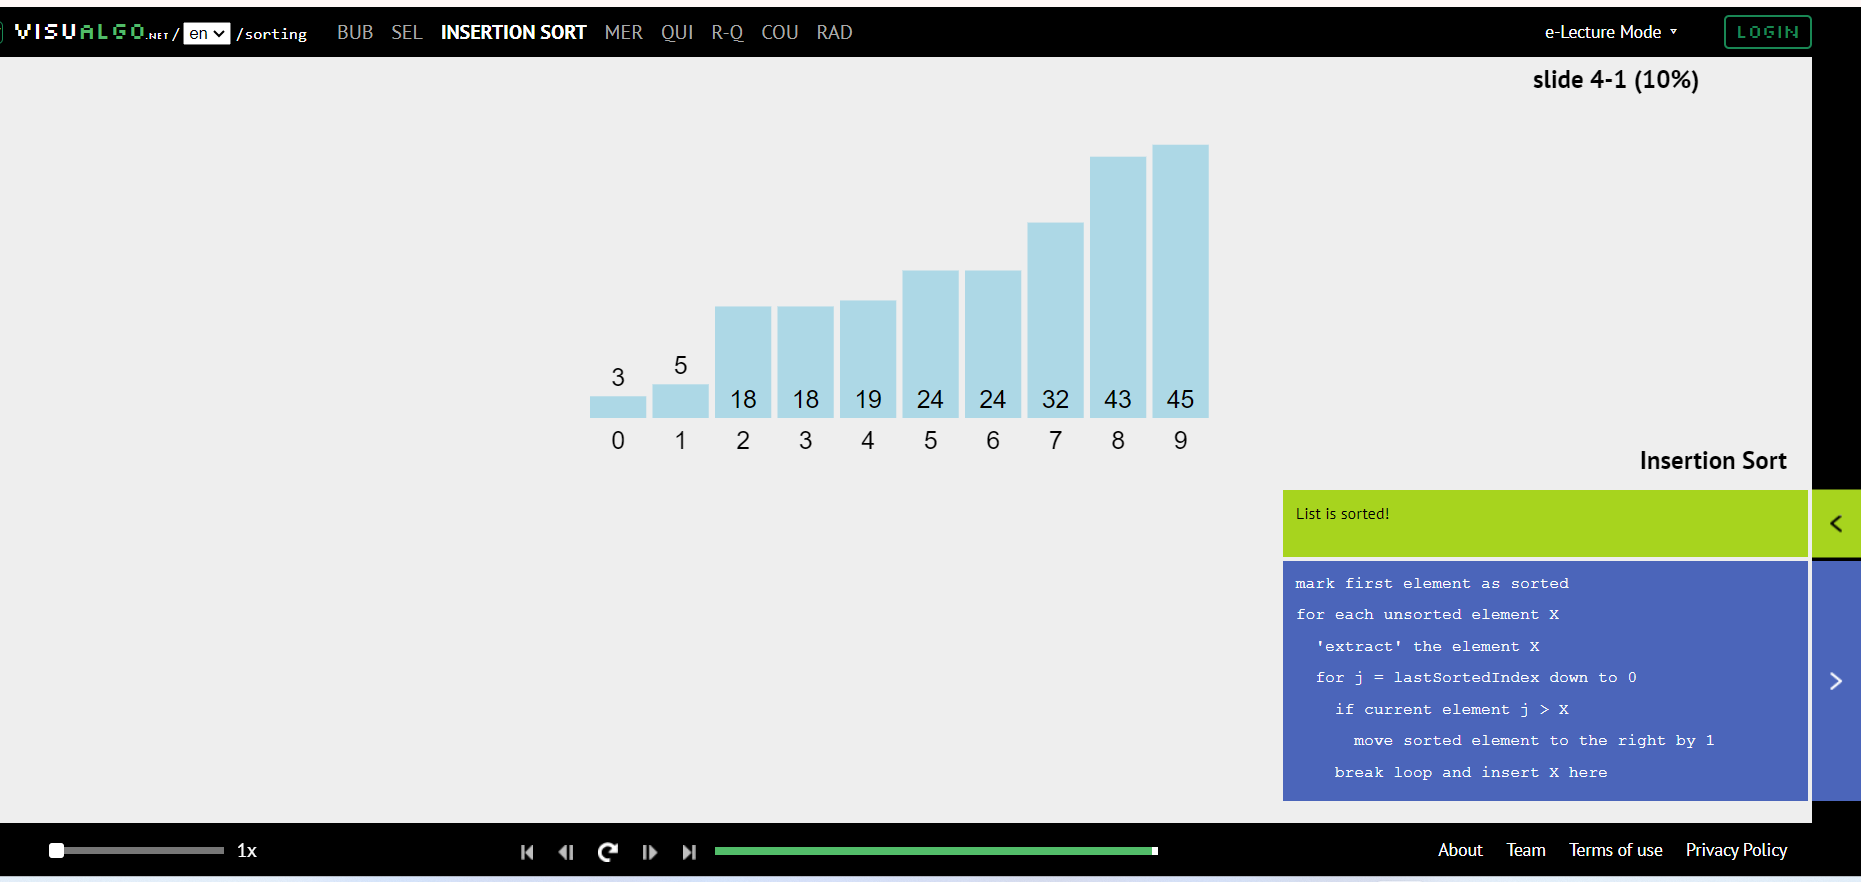 VISUALGO.NET/ en /sorting BUB SEL INSERTION SORT MER QUI R-Q COU RAD e-Lecture Mode ▼ LOGIN
slide 4-1 (10%)
3 5 18 18 19 24 24 32 43 45
0 1 2 3 4 5 6 7 8 9
Insertion Sort
List is sorted!
<
mark first element as sorted
for each unsorted element X
'extract' the element X
for j = lastSortedIndex down to 0
>
if current element j > X
move sorted element to the right by 1
break loop and insert X here
1x About Team Terms of use Privacy Policy